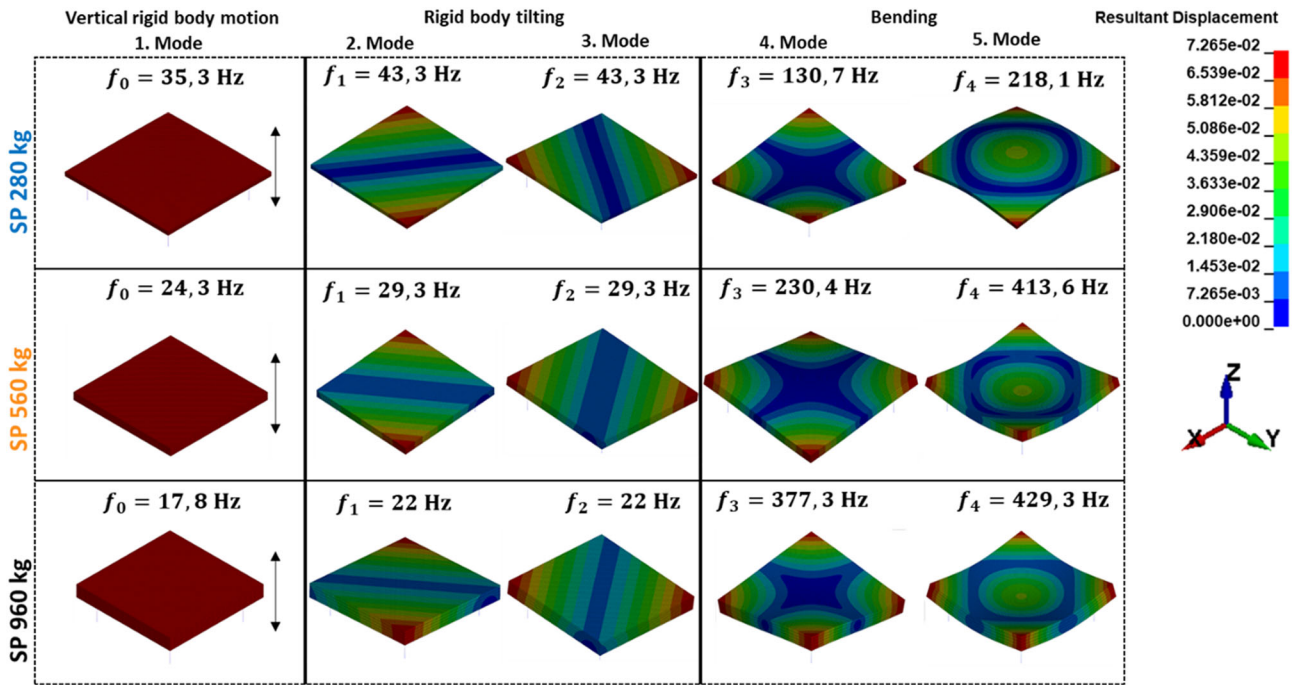 Vertical rigid body motion
Rigid body tilting
Bending
Resultant Displacement
1. Mode
2. Mode
3. Mode
4. Mode
5. Mode
SP 280 kg
f₀ = 35,3 Hz
f₁ = 43,3 Hz
f₂ = 43,3 Hz
f₃ = 130,7 Hz
f₄ = 218,1 Hz
SP 560 kg
f₀ = 24,3 Hz
f₁ = 29,3 Hz
f₂ = 29,3 Hz
f₃ = 230,4 Hz
f₄ = 413,6 Hz
SP 960 kg
f₀ = 17,8 Hz
f₁ = 22 Hz
f₂ = 22 Hz
f₃ = 377,3 Hz
f₄ = 429,3 Hz
7.265e-02
6.539e-02
5.812e-02
5.086e-02
4.359e-02
3.633e-02
2.906e-02
2.180e-02
1.453e-02
7.265e-03
0.000e+00
Z
X
Y